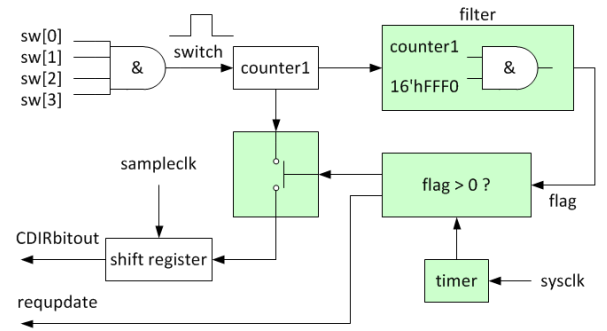 filter
sw[0]
sw[1]
sw[2]
sw[3]
&
switch
counter1
counter1
16'hFFF0
&
sampleclk
flag > 0 ?
flag
CDIRbitout
shift register
timer
sysclk
requpdate